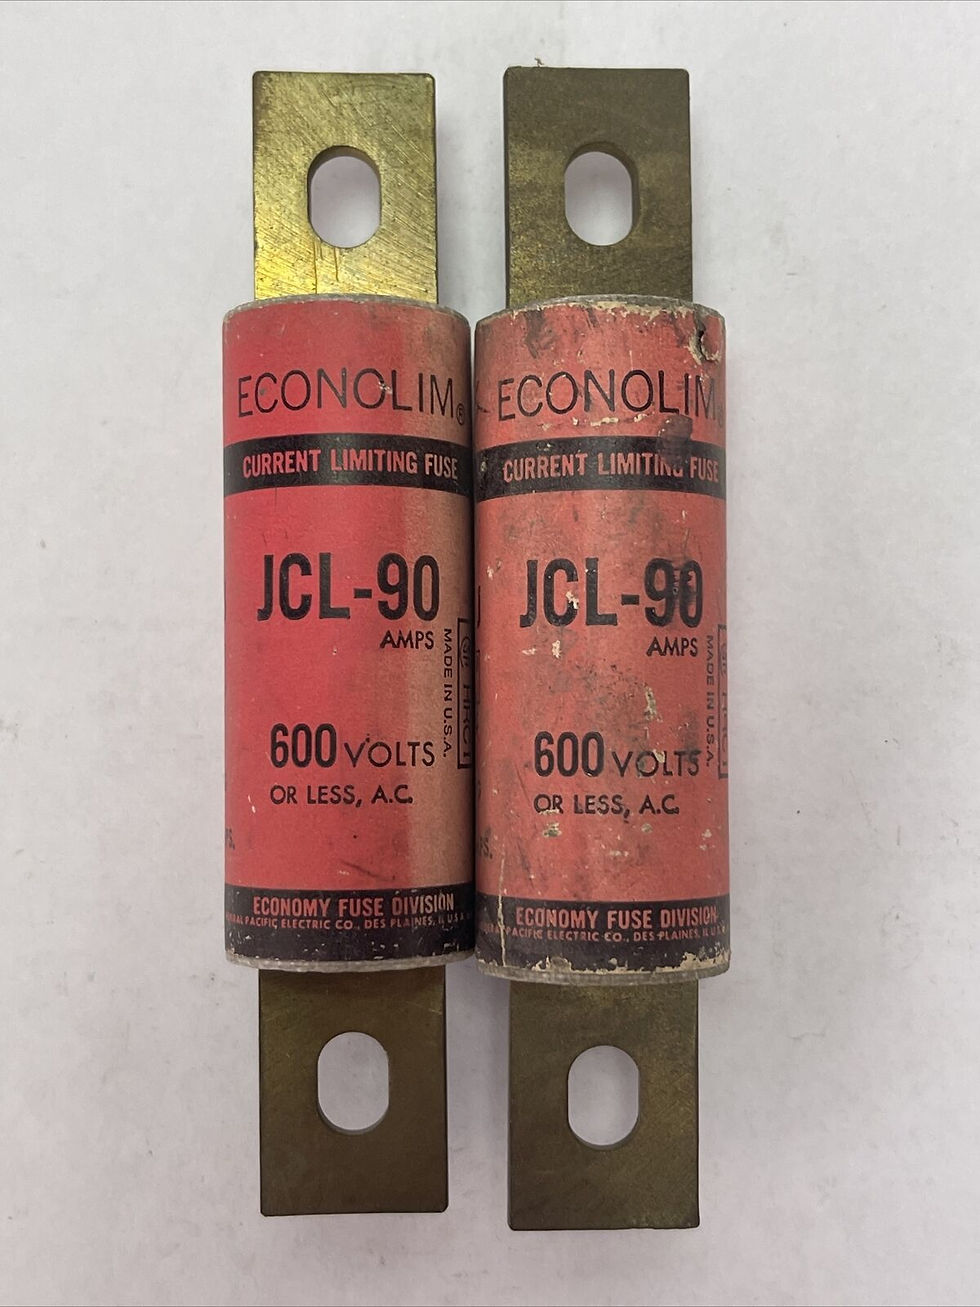 ECONOLIM®
CURRENT LIMITING FUSE
JCL-90
AMPS
MADE IN U.S.A.
600 VOLTS
OR LESS, A.C.
ECONOMY FUSE DIVISION
PACIFIC ELECTRIC CO., DES PLAINES, ILL U.S.A
ECONOLIM
CURRENT LIMITING FUSE
JCL-90
AMPS
MADE IN U.S.A.
600 VOLTS
OR LESS, A.C.
ECONOMY FUSE DIVISION
PACIFIC ELECTRIC CO., DES PLAINES,